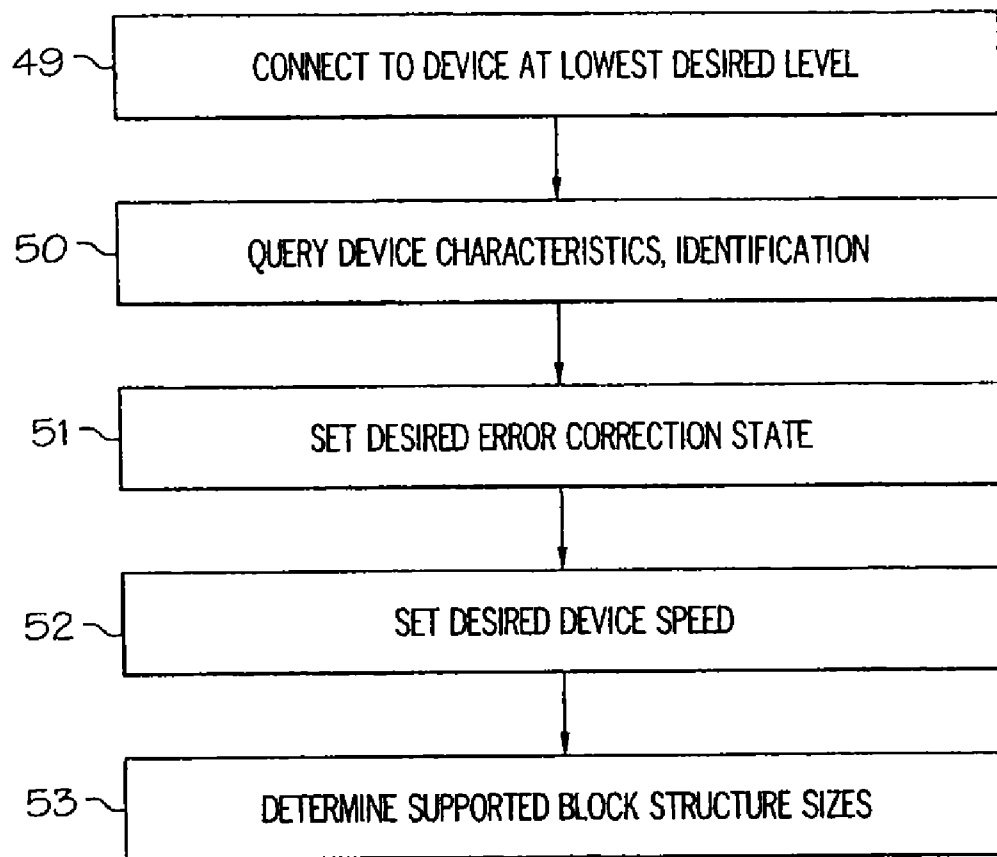 49 CONNECT TO DEVICE AT LOWEST DESIRED LEVEL
50 QUERY DEVICE CHARACTERISTICS, IDENTIFICATION
51 SET DESIRED ERROR CORRECTION STATE
52 SET DESIRED DEVICE SPEED
53 DETERMINE SUPPORTED BLOCK STRUCTURE SIZES